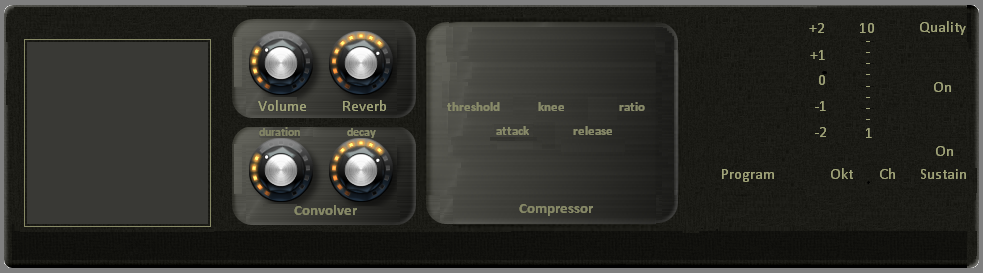 Volume Reverb
duration decay
Convolver
threshold knee ratio
attack release
Compressor
+2 10 Quality
+1
0 On
-1
-2 1
On
Program Okt Ch Sustain